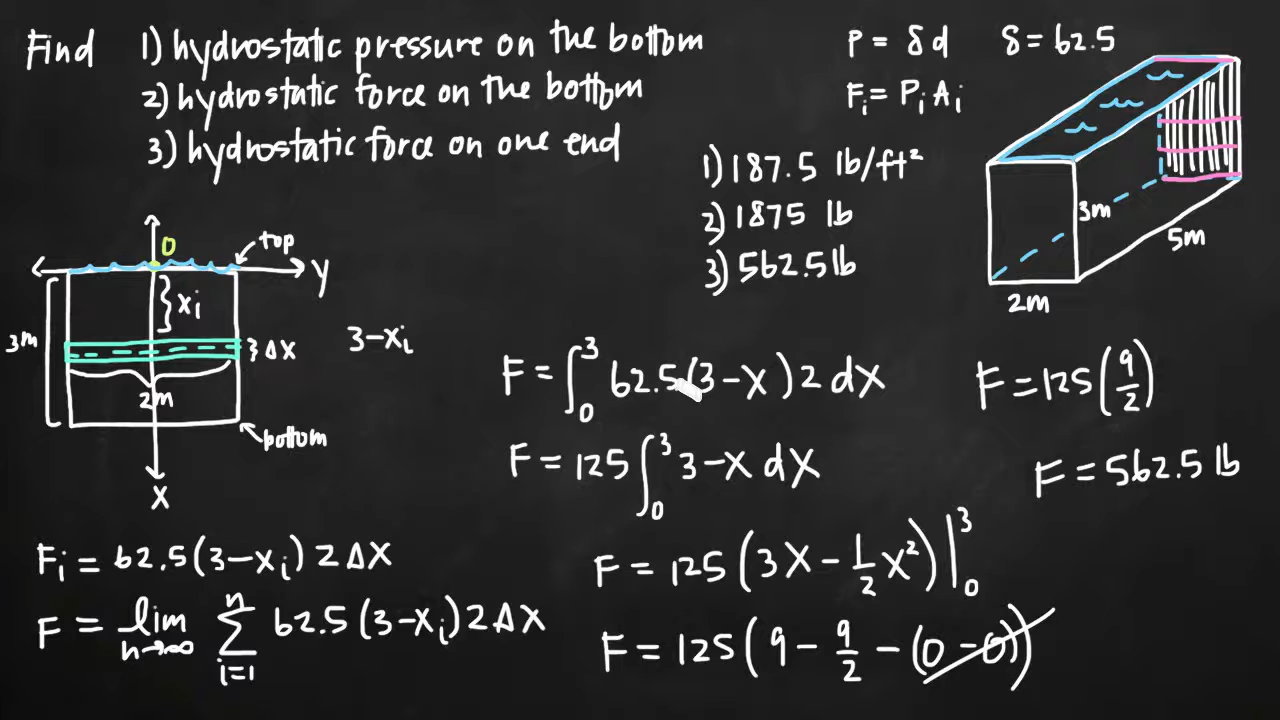 Find 1) hydrostatic pressure on the bottom
2) hydrostatic force on the bottom
3) hydrostatic force on one end
P = δ d δ = 62.5
Fᵢ = Pᵢ Aᵢ
1) 187.5 lb/ft²
2) 1875 lb
3) 562.5 lb
3m
5m
2m
0
top
y
xᵢ
3m
Δx
3-xᵢ
2m
bottom
x
Fᵢ = 62.5(3-xᵢ)2Δx
F = lim n→∞ ∑ i=1 n 62.5(3-xᵢ)2Δx
F = ∫₀³ 62.5(3-x)2 dx
F = 125 ∫₀³ 3-x dx
F = 125(3x - 1/2 x²)|₀³
F = 125(9 - 9/2 - (0-0))
F = 125(9/2)
F = 562.5 lb